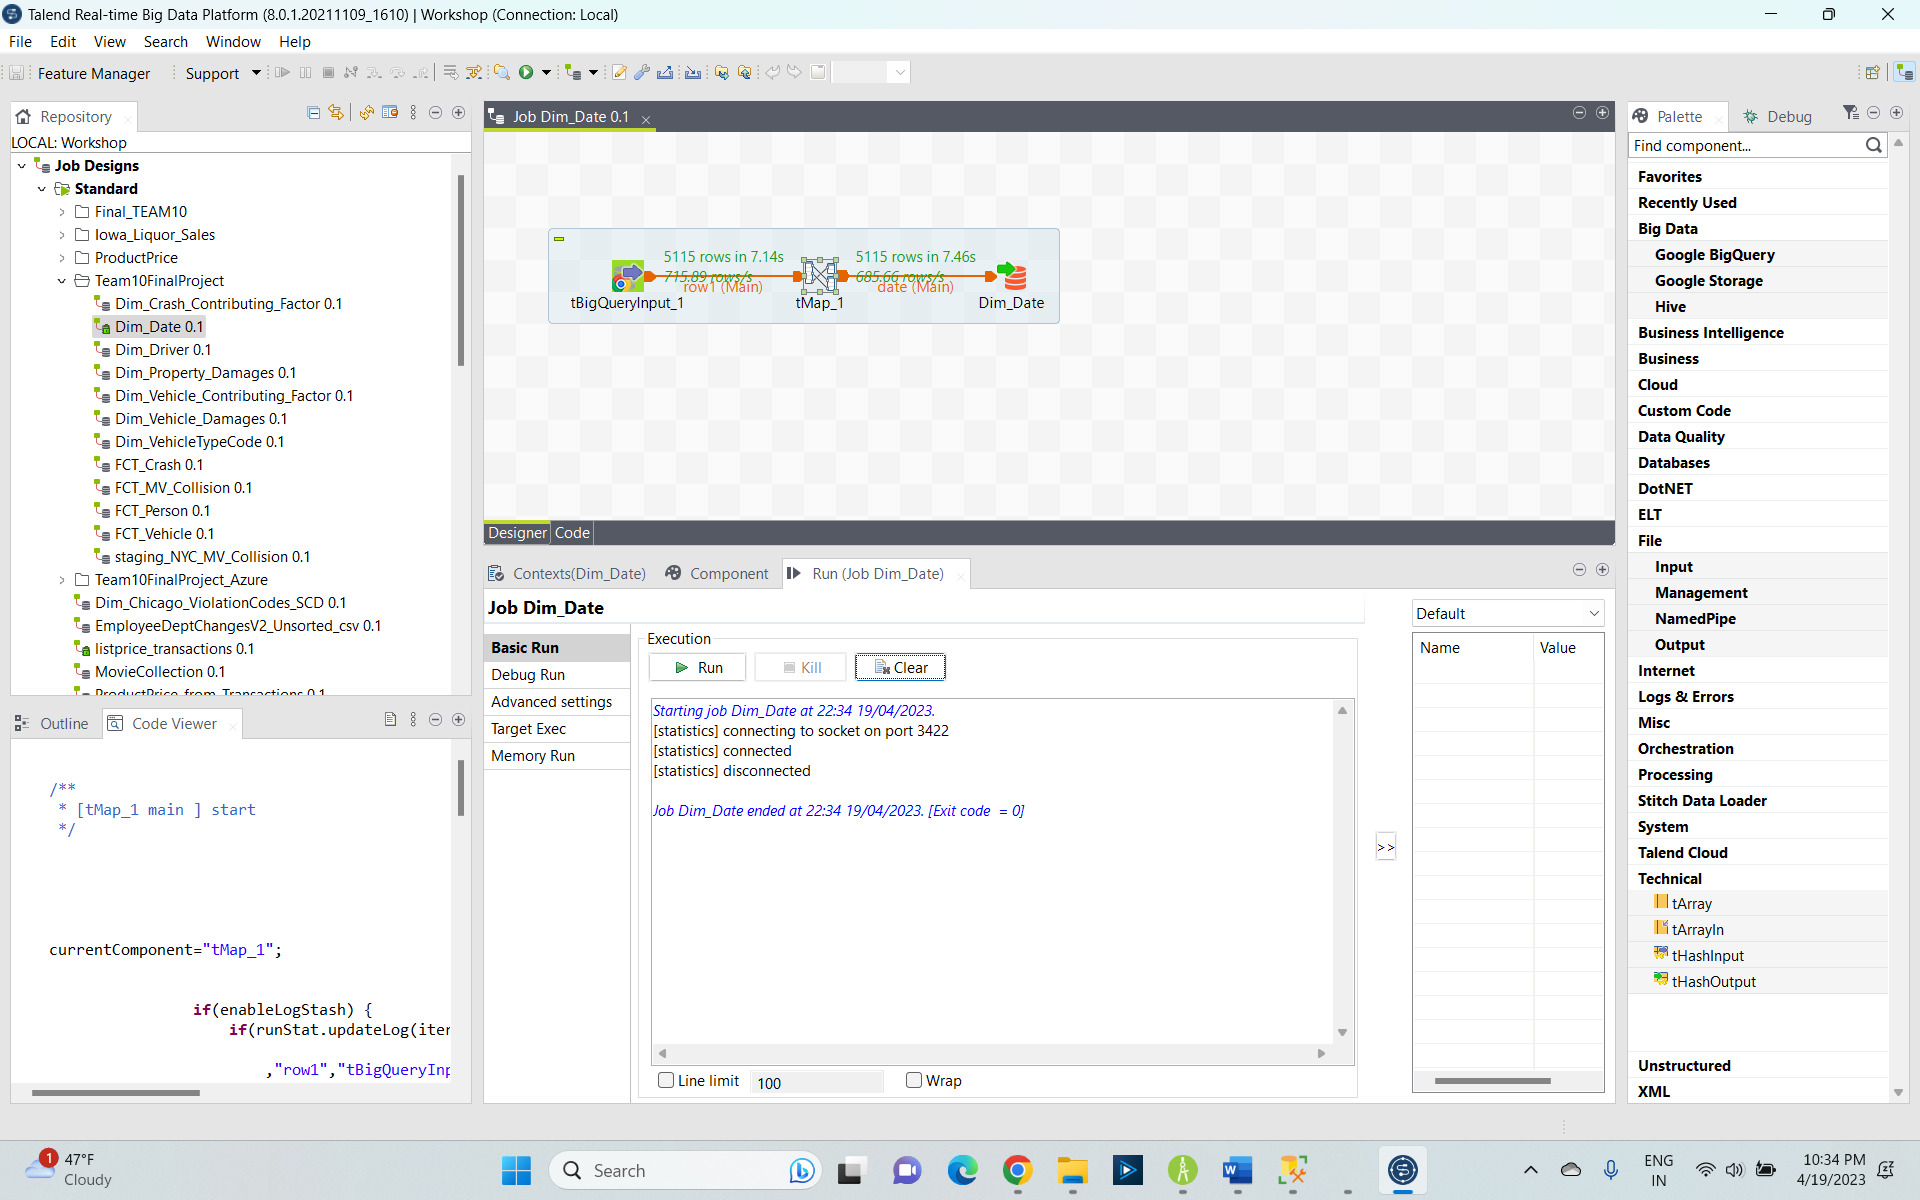 Talend Real-time Big Data Platform (8.0.1.20211109_1610) | Workshop (Connection: Local)
File Edit View Search Window Help
Feature Manager Support
Repository
LOCAL: Workshop
Job Designs
Standard
Final_TEAM10
Iowa_Liquor_Sales
ProductPrice
Team10FinalProject
Dim_Crash_Contributing_Factor 0.1
Dim_Date 0.1
Dim_Driver 0.1
Dim_Property_Damages 0.1
Dim_Vehicle_Contributing_Factor 0.1
Dim_Vehicle_Damages 0.1
Dim_VehicleTypeCode 0.1
FCT_Crash 0.1
FCT_MV_Collision 0.1
FCT_Person 0.1
FCT_Vehicle 0.1
staging_NYC_MV_Collision 0.1
Team10FinalProject_Azure
Dim_Chicago_ViolationCodes_SCD 0.1
EmployeeDeptChangesV2_Unsorted_csv 0.1
listprice_transactions 0.1
MovieCollection 0.1
ProductPrice_from_Transactions 0.1
Outline Code Viewer
/**
* [tMap_1 main ] start
*/
currentComponent="tMap_1";
if(enableLogStash) {
if(runStat.updateLog(iter
,"row1","tBigQueryInp
Job Dim_Date 0.1
5115 rows in 7.14s 5115 rows in 7.46s
715.89 rows/s 685.66 rows/s
row1 (Main) date (Main)
tBigQueryInput_1 tMap_1 Dim_Date
Designer Code
Contexts(Dim_Date) Component Run (Job Dim_Date)
Job Dim_Date
Basic Run
Debug Run
Advanced settings
Target Exec
Memory Run
Execution
Run Kill Clear
Starting job Dim_Date at 22:34 19/04/2023.
[statistics] connecting to socket on port 3422
[statistics] connected
[statistics] disconnected
Job Dim_Date ended at 22:34 19/04/2023. [Exit code  = 0]
Line limit 100 Wrap
>>
Default
Name Value
Palette Debug
Find component...
Favorites
Recently Used
Big Data
Google BigQuery
Google Storage
Hive
Business Intelligence
Business
Cloud
Custom Code
Data Quality
Databases
DotNET
ELT
File
Input
Management
NamedPipe
Output
Internet
Logs & Errors
Misc
Orchestration
Processing
Stitch Data Loader
System
Talend Cloud
Technical
tArray
tArrayIn
tHashInput
tHashOutput
Unstructured
XML
1
47°F
Cloudy
Search
ENG
IN
10:34 PM
4/19/2023